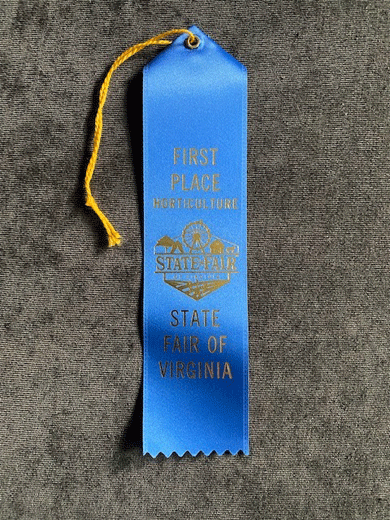 FIRST
PLACE
HORTICULTURE
STATE FAIR
STATE
FAIR OF
VIRGINIA